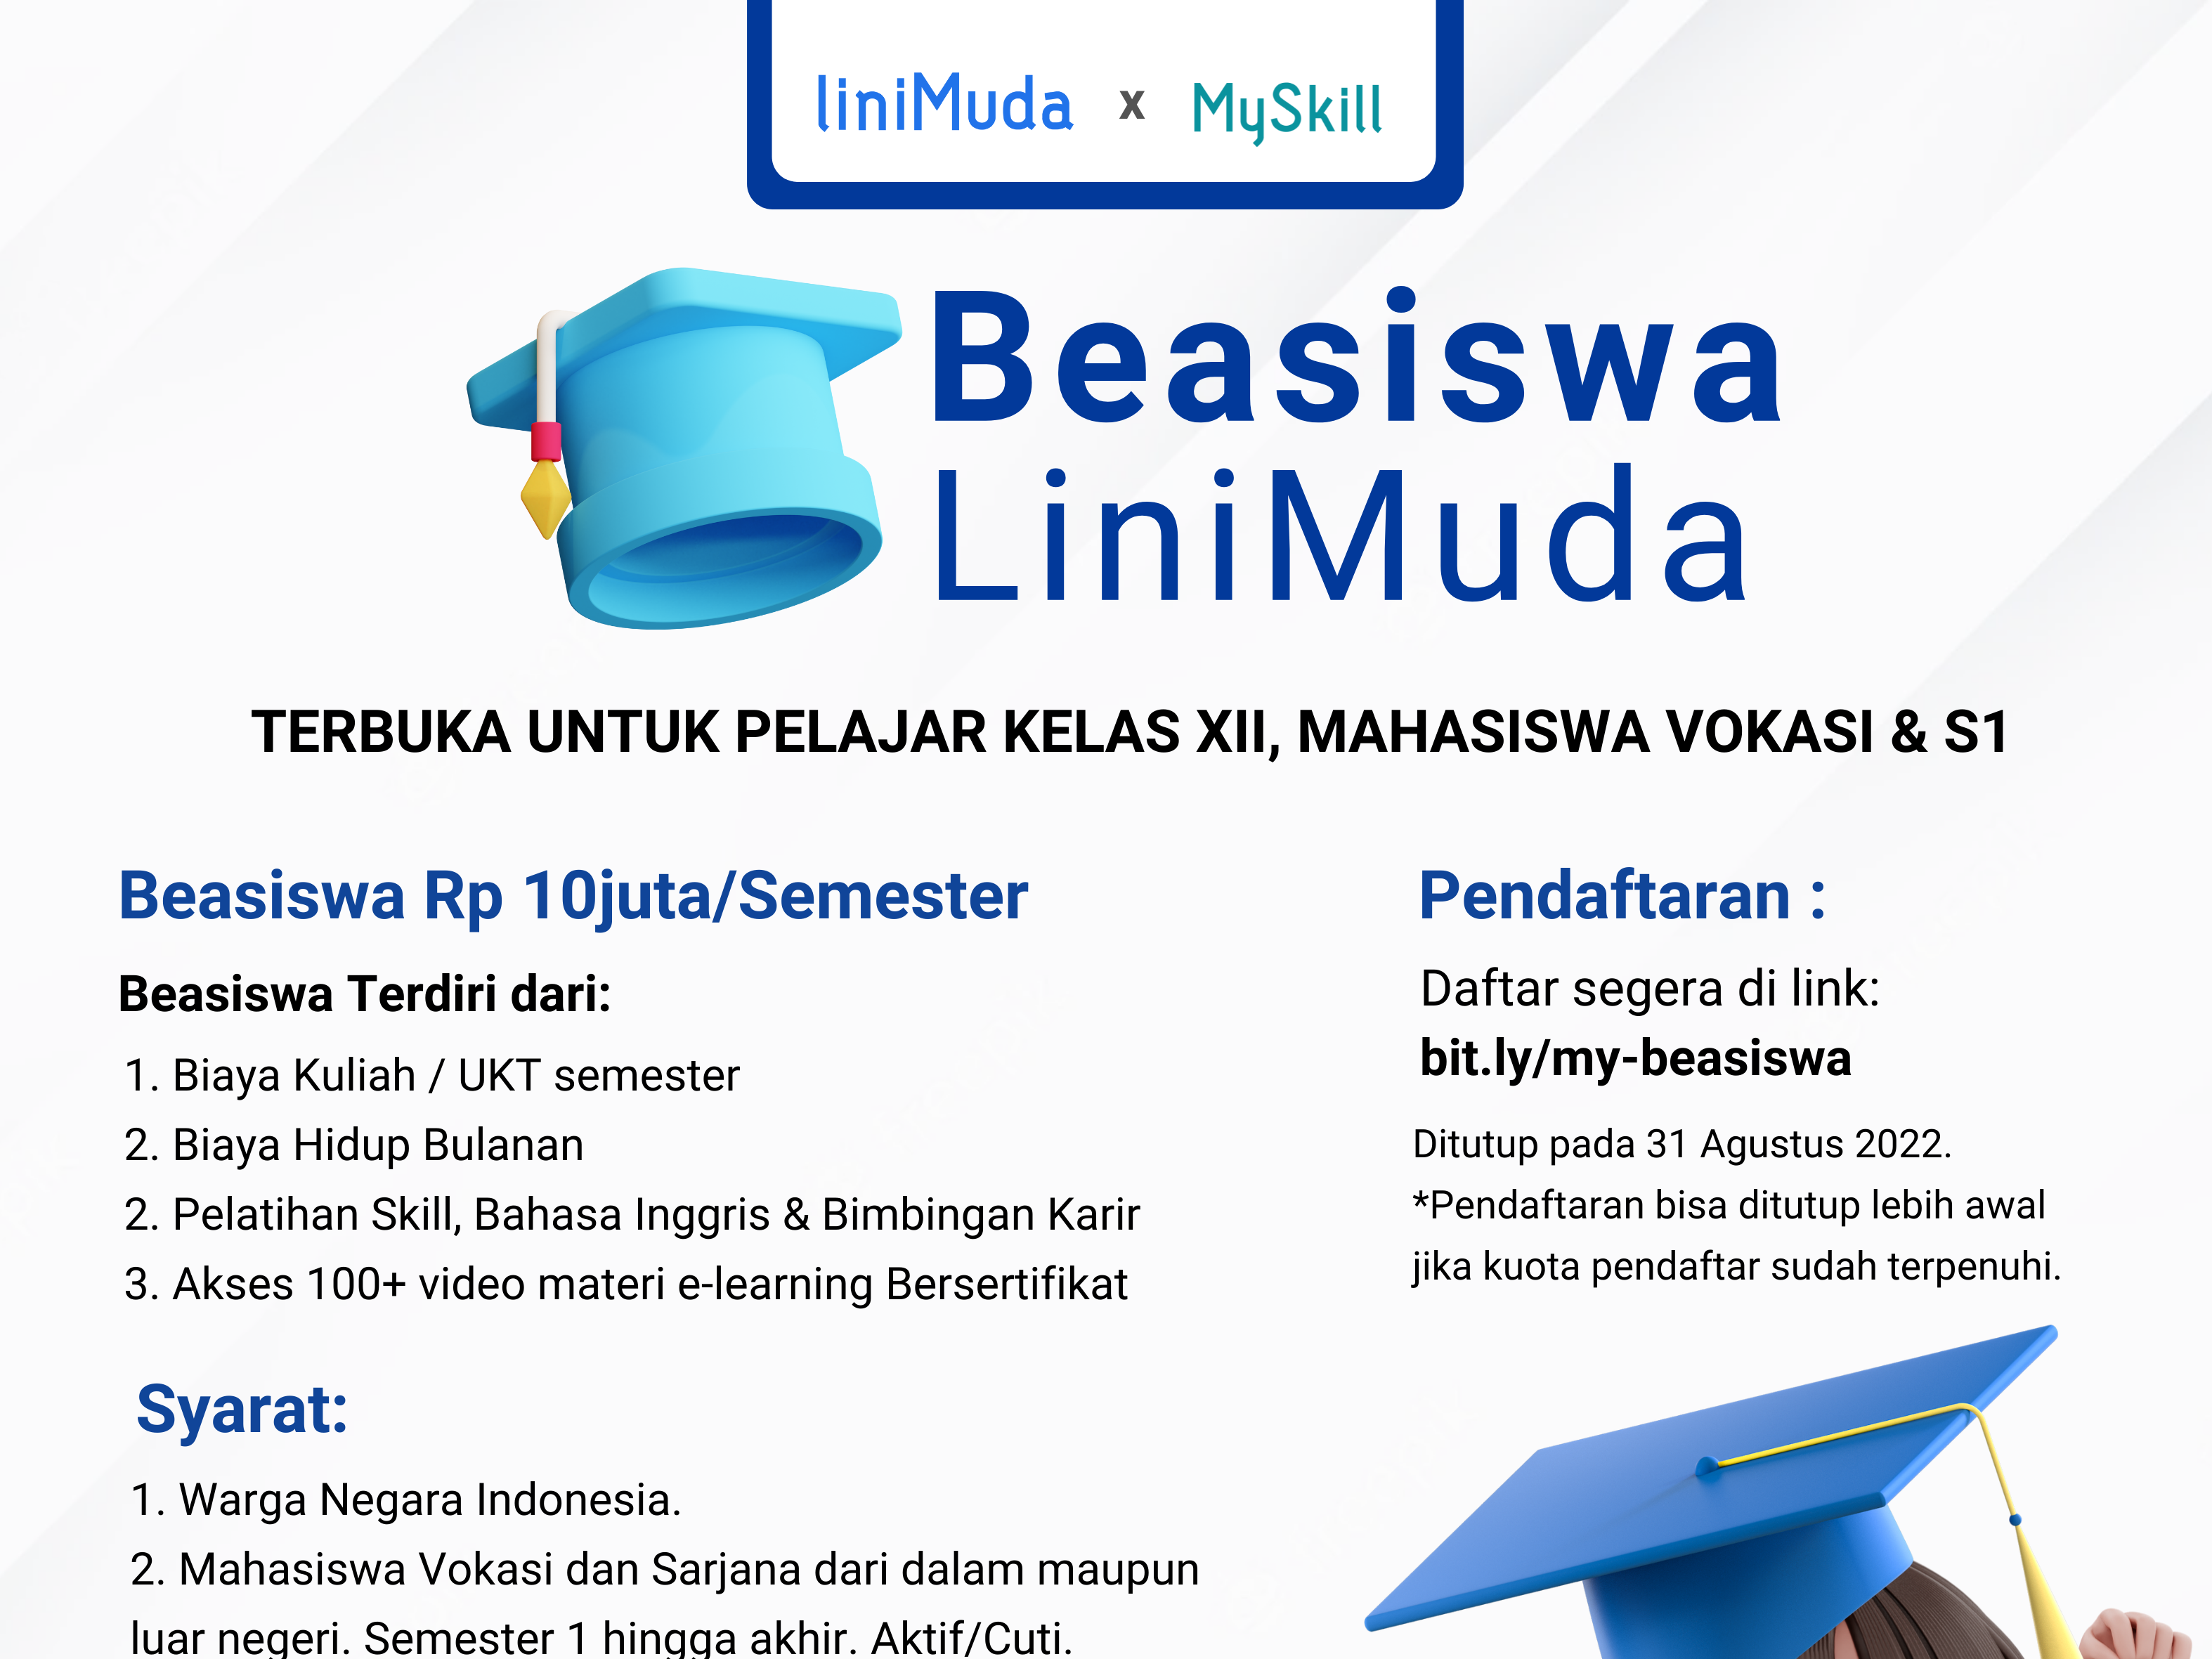 liniMuda x MySkill
Beasiswa
LiniMuda
TERBUKA UNTUK PELAJAR KELAS XII, MAHASISWA VOKASI & S1
Beasiswa Rp 10juta/Semester
Beasiswa Terdiri dari:
1. Biaya Kuliah / UKT semester
2. Biaya Hidup Bulanan
2. Pelatihan Skill, Bahasa Inggris & Bimbingan Karir
3. Akses 100+ video materi e-learning Bersertifikat
Syarat:
1. Warga Negara Indonesia.
2. Mahasiswa Vokasi dan Sarjana dari dalam maupun
luar negeri. Semester 1 hingga akhir. Aktif/Cuti.
Pendaftaran :
Daftar segera di link:
bit.ly/my-beasiswa
Ditutup pada 31 Agustus 2022.
*Pendaftaran bisa ditutup lebih awal
jika kuota pendaftar sudah terpenuhi.